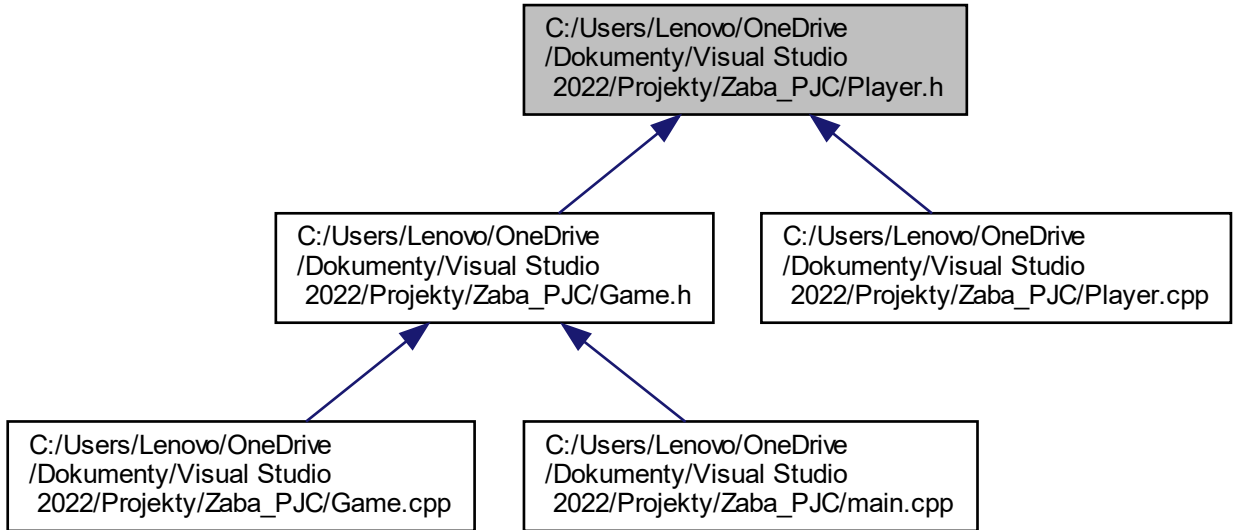 C:/Users/Lenovo/OneDrive
/Dokumenty/Visual Studio
2022/Projekty/Zaba_PJC/Player.h
C:/Users/Lenovo/OneDrive
/Dokumenty/Visual Studio
2022/Projekty/Zaba_PJC/Game.h
C:/Users/Lenovo/OneDrive
/Dokumenty/Visual Studio
2022/Projekty/Zaba_PJC/Player.cpp
C:/Users/Lenovo/OneDrive
/Dokumenty/Visual Studio
2022/Projekty/Zaba_PJC/Game.cpp
C:/Users/Lenovo/OneDrive
/Dokumenty/Visual Studio
2022/Projekty/Zaba_PJC/main.cpp